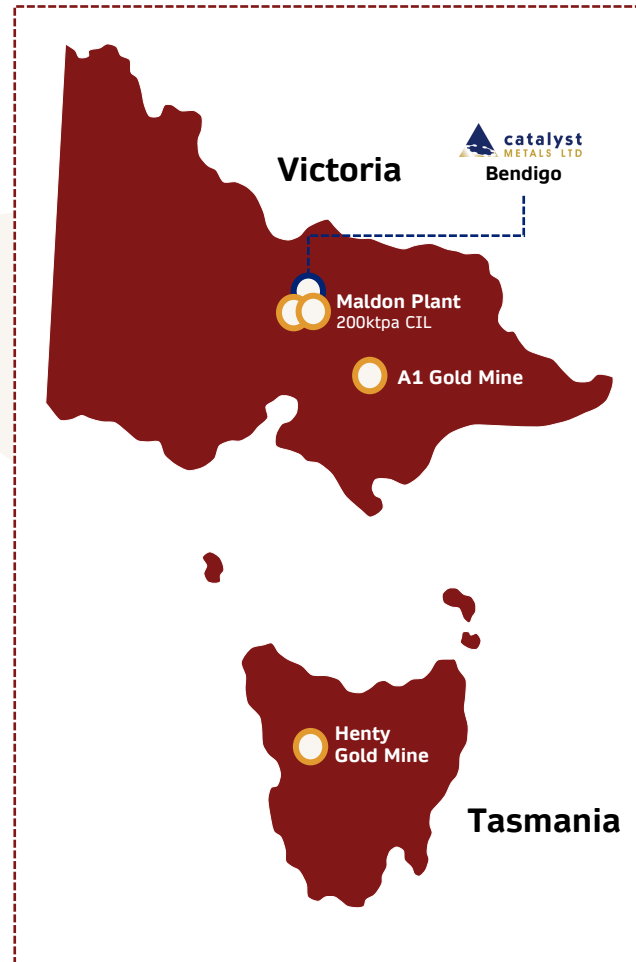 catalyst
METALS LTD
Victoria
Bendigo
Maldon Plant
200ktpa CIL
A1 Gold Mine
Henty
Gold Mine
Tasmania